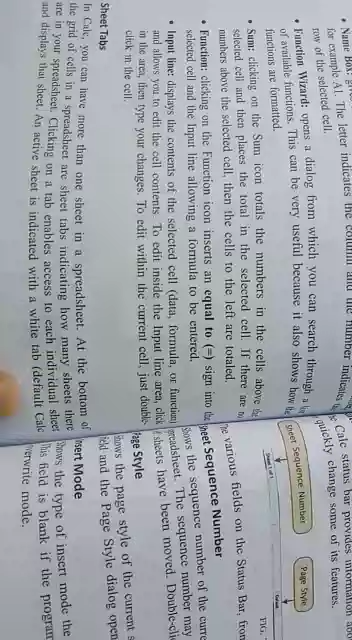 • Name Box:
for example A1. The letter indicates the column and the number indicates
row of the selected cell.
• Function Wizard: opens a dialog from which you can search through a
of available functions. This can be very useful because it also shows how
functions are formatted.
• Sum: clicking on the Sum icon totals the numbers in the cells above the
selected cell and then places the total in the selected cell. If there are no
numbers above the selected cell, then the cells to the left are totaled.
• Function: clicking on the Function icon inserts an equal to (=) sign into the
selected cell and the Input line allowing a formula to be entered.
• Input line: displays the contents of the selected cell (data, formula, or function)
and allows you to edit the cell contents. To edit inside the Input line area, click
in the area, then type your changes. To edit within the current cell, just double-
click in the cell.
Sheet Tabs
In Calc, you can have more than one sheet in a spreadsheet. At the bottom of
the grid of cells in a spreadsheet are sheet tabs indicating how many sheets there
are in your spreadsheet. Clicking on a tab enables access to each individual sheet
and displays that sheet. An active sheet is indicated with a white tab (default Calc
Calc status bar provides information
quickly change some of its features.
Sheet Sequence Number
Page Style
Sheet 1 of 1
Default
FIG
various fields on the Status Bar, from
Sheet Sequence Number
Shows the sequence number of the curre
spreadsheet. The sequence number may
sheets have been moved. Double-clic
Page Style
Shows the page style of the current s
field and the Page Style dialog open
Insert Mode
Shows the type of insert mode the
This field is blank if the program
overwrite mode.